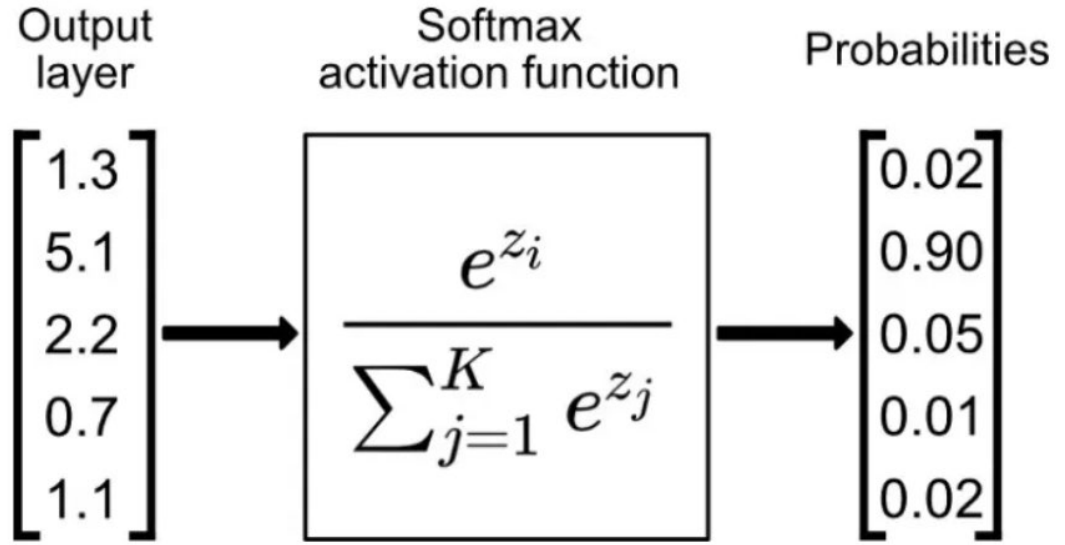 Output
layer
Softmax
activation function
Probabilities
1.3
5.1
2.2
0.7
1.1
e^{z_i}
∑_{j=1}^{K} e^{z_j}
0.02
0.90
0.05
0.01
0.02